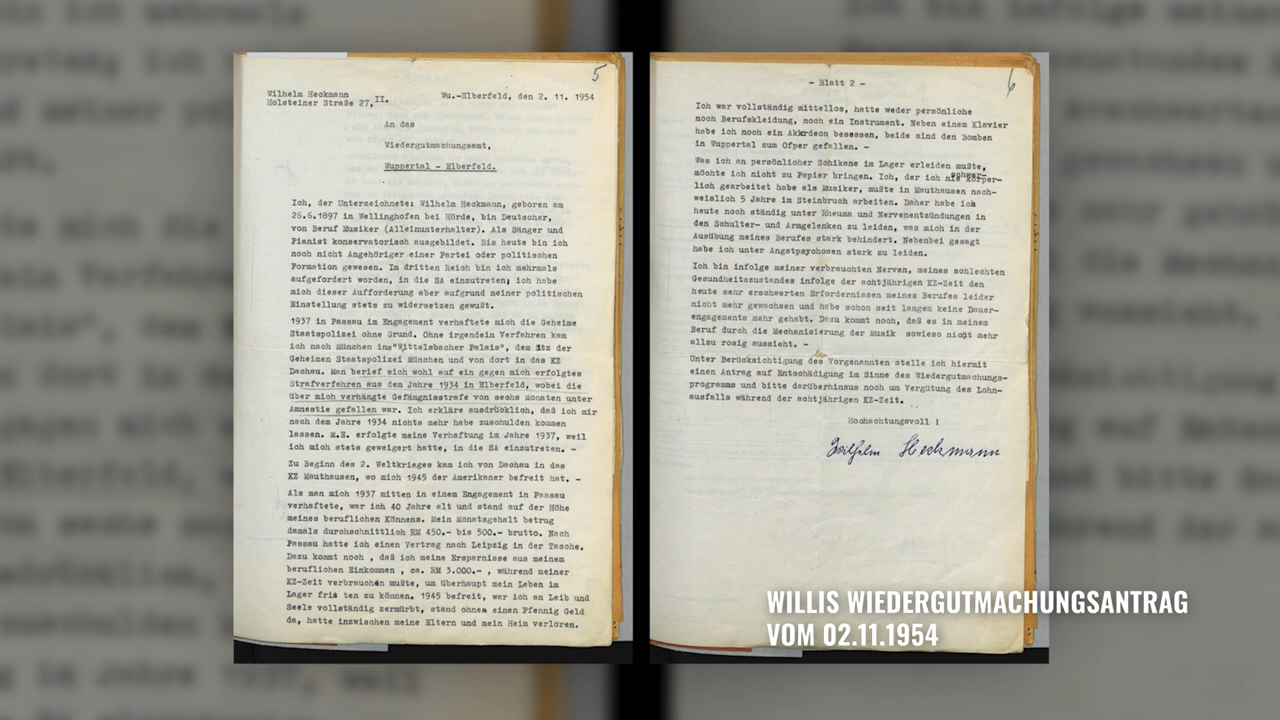 5
Wilhelm Heckmann
Holsteiner Straße 27, II.
Wu.-Elberfeld, den 2. 11. 1954
An das
Wiedergutmachungsamt,
Wuppertal - Elberfeld.
Ich, der Unterzeichnete: Wilhelm Heckmann, geboren am
26.6.1897 in Wellinghofen bei Hörde, bin Deutscher,
von Beruf Musiker (Alleinunterhalter). Als Sänger und
Pianist konservatorisch ausgebildet. Bis heute bin ich
noch nicht Angehöriger einer Partei oder politischen
Formation gewesen. Im dritten Reich bin ich mehrmals
aufgefordert worden, in die SA einzutreten; ich habe
mich dieser Aufforderung aber aufgrund meiner politischen
Einstellung stets zu widersetzen gewußt.
1937 in Passau im Engagement verhaftete mich die Geheime
Staatspolizei ohne Grund. Ohne irgendein Verfahren kam
ich nach München ins"Wittelsbacher Palais", dem Sitz der
Geheimen Staatspolizei München und von dort in das KZ
Dachau. Man berief sich wohl auf ein gegen mich erfolgtes
Strafverfahren aus dem Jahre 1934 in Elberfeld, wobei die
über mich verhängte Gefängnisstrafe von sechs Monaten unter
Amnestie gefallen war. Ich erkläre ausdrücklich, daß ich mir
nach dem Jahre 1934 nichts mehr habe zuschulden kommen
lassen. M.E. erfolgte meine Verhaftung im Jahre 1937, weil
ich mich stets geweigert hatte, in die SA einzutreten. -
Zu Beginn des 2. Weltkrieges kam ich von Dachau in das
KZ Mauthausen, wo mich 1945 der Amerikaner befreit hat. -
Als man mich 1937 mitten in einem Engagement in Passau
verhaftete, war ich 40 Jahre alt und stand auf der Höhe
meines beruflichen Könnens. Mein Monatsgehalt betrug
damals durchschnittlich RM 450.- bis 500.- brutto. Nach
Passau hatte ich einen Vertrag nach Leipzig in der Tasche.
Dazu kommt noch , daß ich meine Ersparnisse aus meinem
beruflichen Einkommen , ca. RM 3.000.- , während meiner
KZ-Zeit verbrauchen mußte, um überhaupt mein Leben im
Lager fris ten zu können. 1945 befreit, war ich an Leib und
Seele vollständig zermürbt, stand ohnem einen Pfennig Geld
da, hatte inzwischen meine Eltern und mein Heim verloren.
6
- Blatt 2 -
Ich war vollständig mittellos, hatte weder persönliche
noch Berufskleidung, noch ein Instrument. Neben einem Klavier
habe ich noch ein Akkrdeon besessen, beide sind den Bomben
in Wuppertal zum Ofper gefallen. -
Was ich an persönlicher Schikane im Lager erleiden mußte,
möchte ich nicht zu Papier bringen. Ich, der ich nie schwer-
körper-
lich gearbeitet habe als Musiker, mußte in Mauthausen nach-
weislich 5 Jahre im Steinbruch arbeiten. Daher habe ich
heute noch ständig unter Rheuma und Nervenentzündungen in
den Schulter- und Armgelenken zu leiden, was mich in der
Ausübung meines Berufes stark behindert. Nebenbei gesagt
habe ich unter Angstpsychosen stark zu leiden.
Ich bin infolge meiner verbrauchten Nerven, meines schlechten
Gesundheitszustandes infolge der achtjährigen KZ-Zeit den
heute sehr erschwerten Erfordernissen meines Berufes leider
nicht mehr gewachsen und habe schon seit langem keine Dauer-
engagements mehr gehabt. Dazu kommt noch, daß es in meinem
Beruf durch die Mechanisierung der Musik sowieso nicht mehr
allzu rosig aussieht. -
Unter Berücksichtigung des Vorgenannten stelle ich hiermit
einen Antrag auf Entschädigung im Sinne des Wiedergutmachungs-
programms und bitte darüberhinaus noch um Vergütung des Lohn-
ausfalls während der achtjährigen KZ-Zeit.
Hochachtungsvoll !
Wilhelm Heckmann
WILLIS WIEDERGUTMACHUNGSANTRAG
VOM 02.11.1954